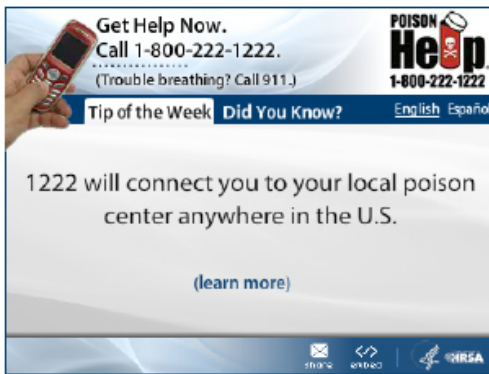 Get Help Now.
Call 1-800-222-1222.
(Trouble breathing? Call 911.)
POISON
Help
1-800-222-1222
Tip of the Week Did You Know? English Español
1222 will connect you to your local poison
center anywhere in the U.S.
(learn more)
share embed HRSA